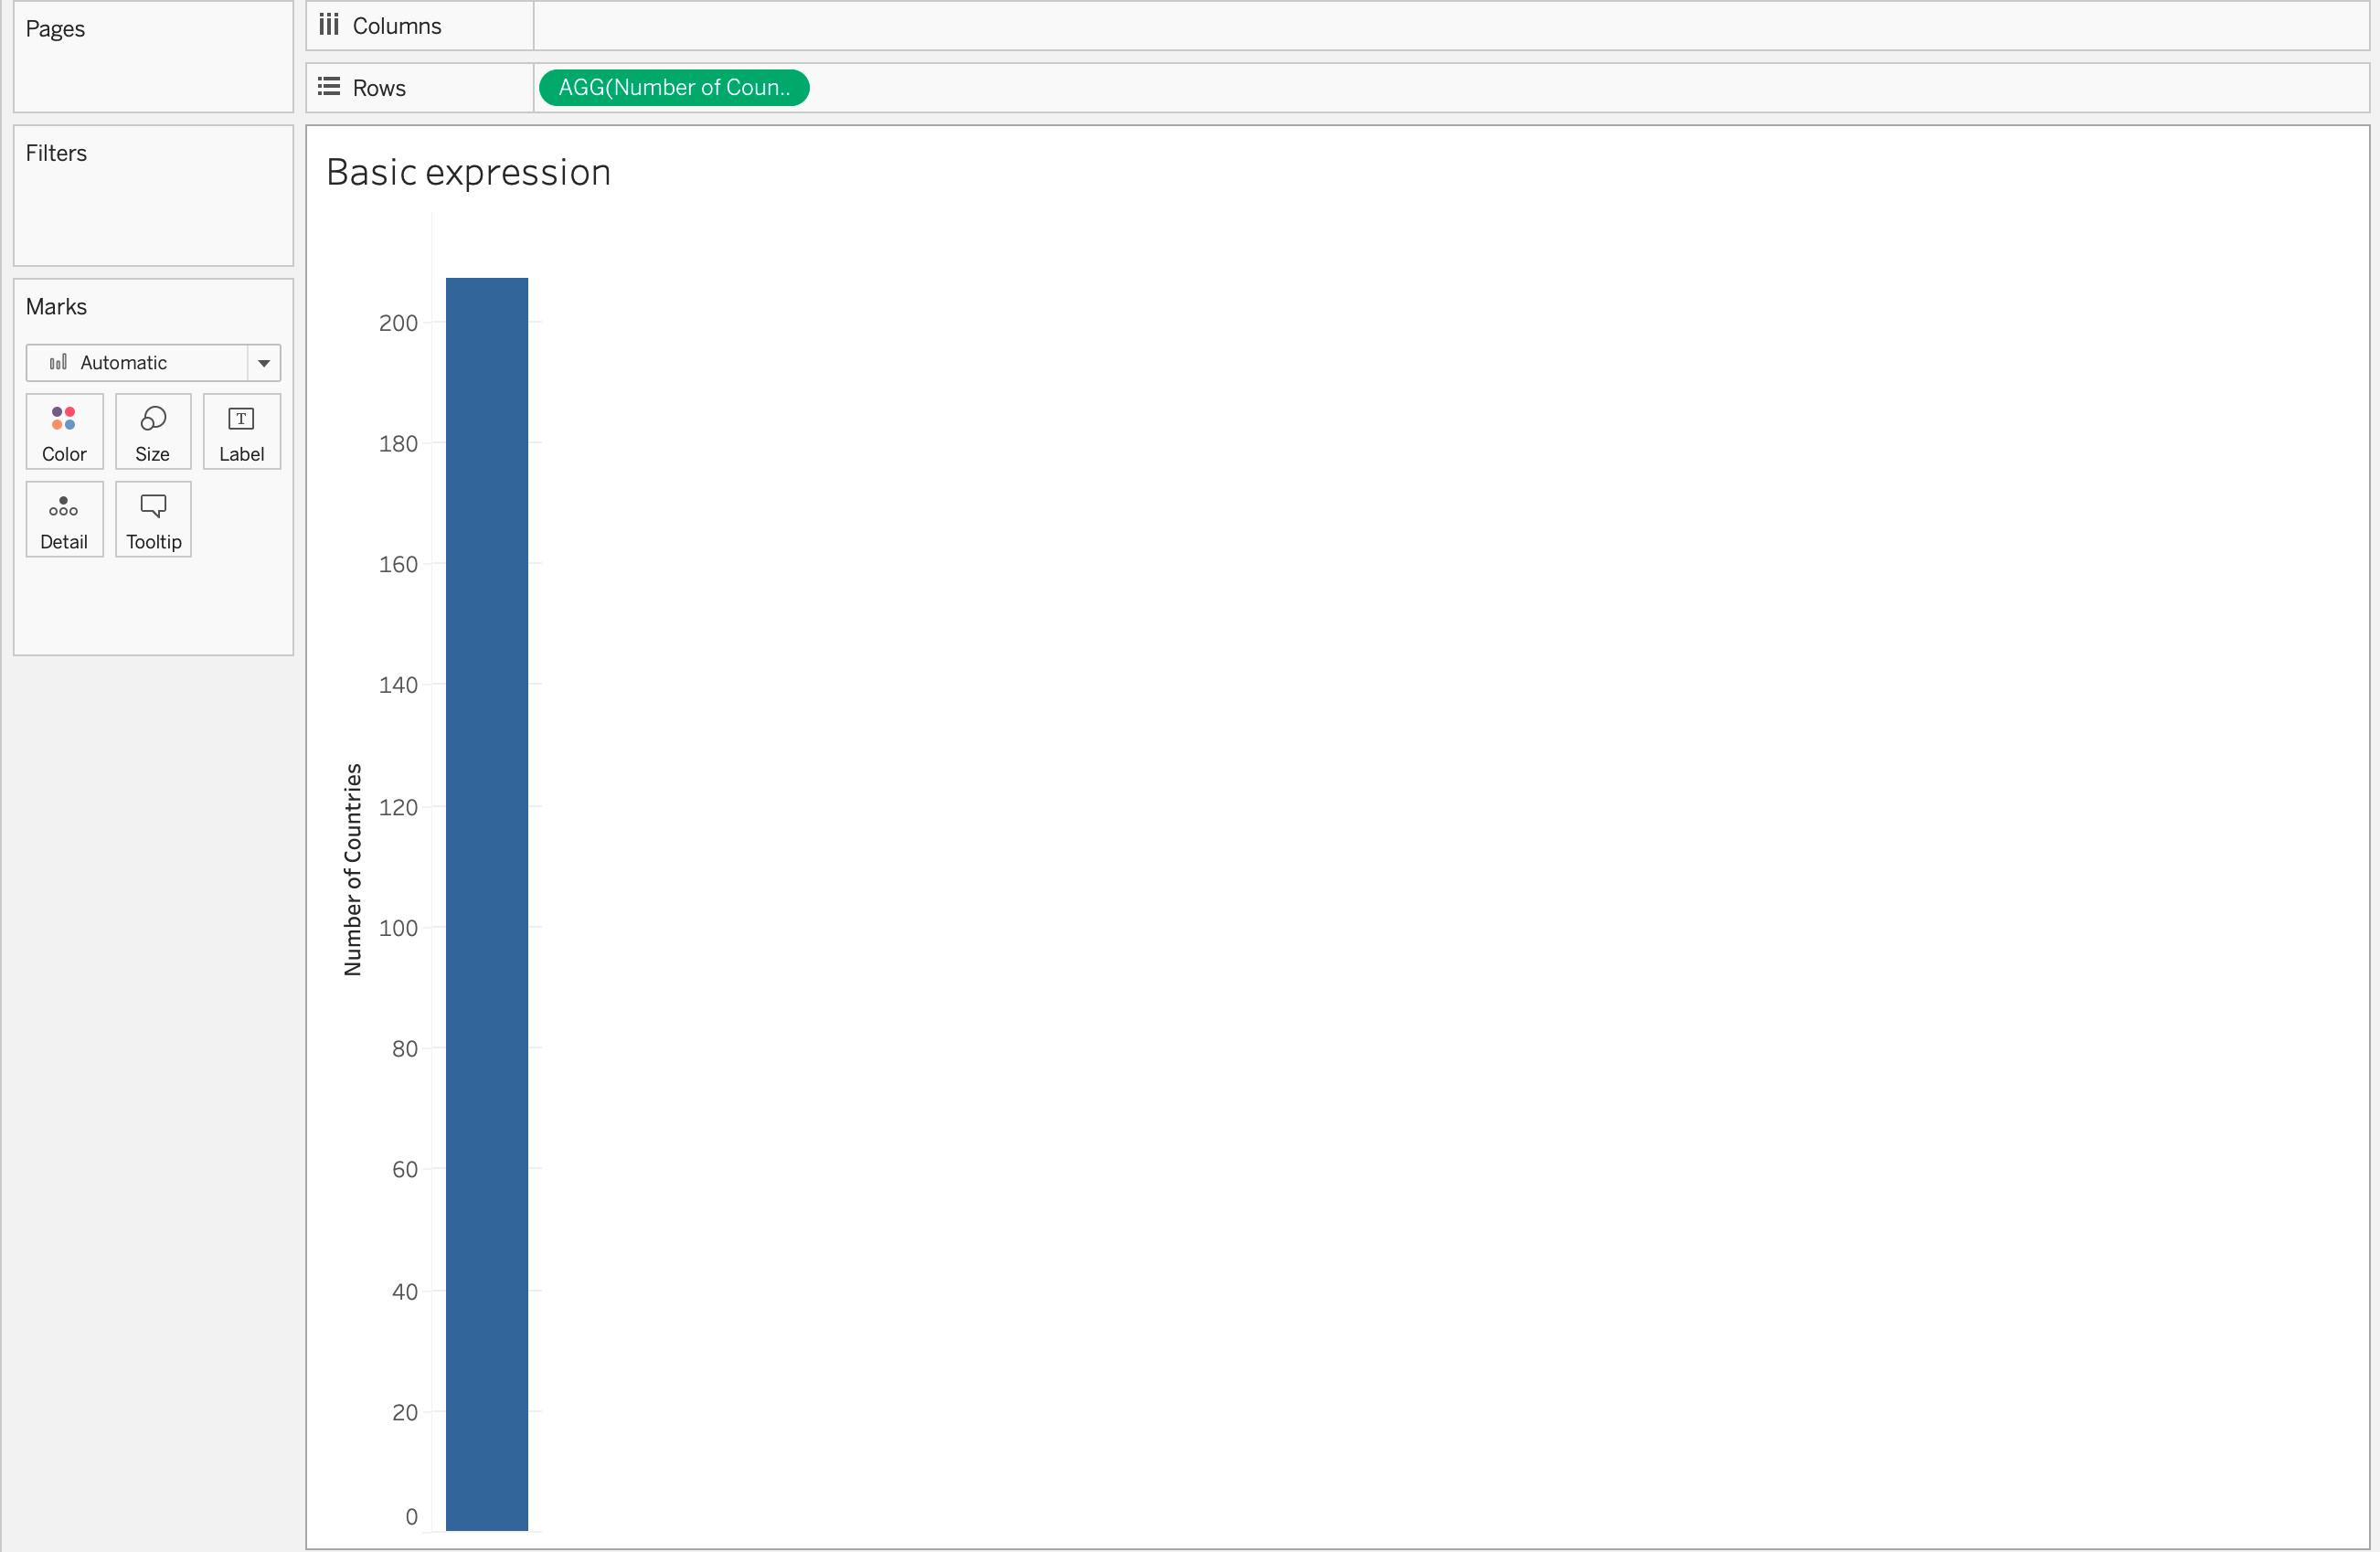 Pages
Columns
Rows
AGG(Number of Coun..
Filters
Marks
Automatic
Color
Size
T
Label
Detail
Tooltip
Basic expression
Number of Countries
200
180
160
140
120
100
80
60
40
20
0